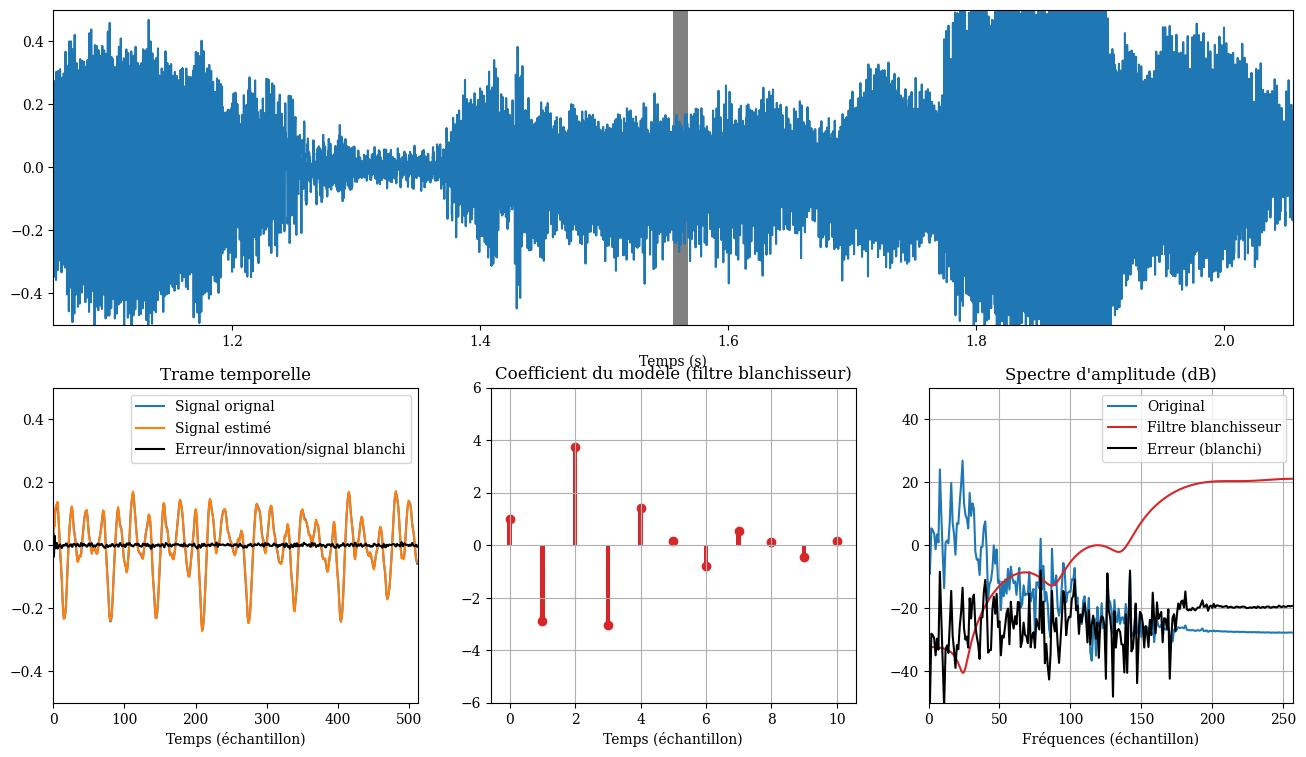 0.4
0.2
0.0
−0.2
−0.4
1.2 1.4 1.6 1.8 2.0
Temps (s)
Trame temporelle
Signal orignal
Signal estimé
Erreur/innovation/signal blanchi
0.4
0.2
0.0
−0.2
−0.4
0 100 200 300 400 500
Temps (échantillon)
Coefficient du modèle (filtre blanchisseur)
6
4
2
0
−2
−4
−6
0 2 4 6 8 10
Temps (échantillon)
Spectre d'amplitude (dB)
Original
Filtre blanchisseur
Erreur (blanchi)
40
20
0
−20
−40
0 50 100 150 200 250
Fréquences (échantillon)